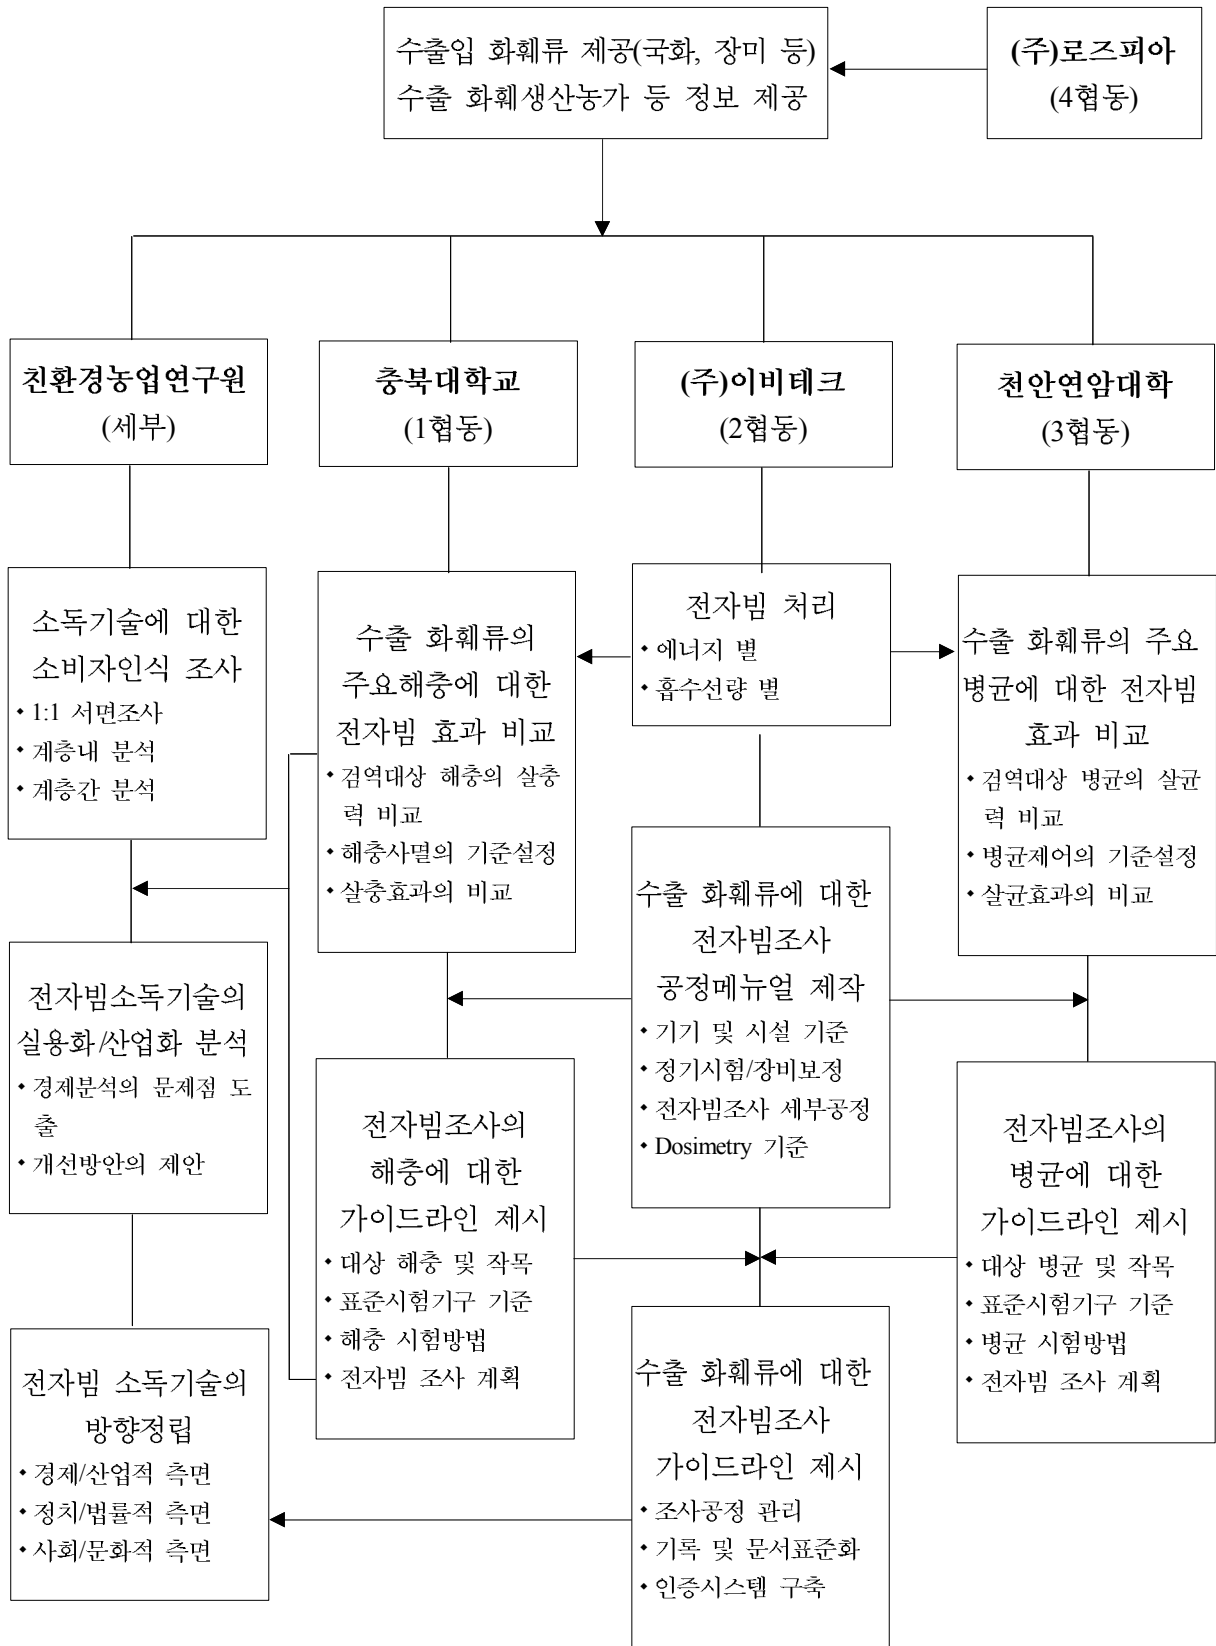 수출입 화훼류 제공(국화, 장미 등)
수출 화훼생산농가 등 정보 제공
(주)로즈피아
(4협동)
친환경농업연구원
(세부)
충북대학교
(1협동)
(주)이비테크
(2협동)
천안연암대학
(3협동)
소독기술에 대한
소비자인식 조사
• 1:1 서면조사
• 계층내 분석
• 계층간 분석
수출 화훼류의
주요해충에 대한
전자빔 효과 비교
• 검역대상 해충의 살충
력 비교
• 해충사멸의 기준설정
• 살충효과의 비교
전자빔 처리
• 에너지 별
• 흡수선량 별
수출 화훼류의 주요
병균에 대한 전자빔
효과 비교
• 검역대상 병균의 살균
력 비교
• 병균제어의 기준설정
• 살균효과의 비교
수출 화훼류에 대한
전자빔조사
공정메뉴얼 제작
• 기기 및 시설 기준
• 정기시험/장비보정
• 전자빔조사 세부공정
• Dosimetry 기준
전자빔소독기술의
실용화/산업화 분석
• 경제분석의 문제점 도
출
• 개선방안의 제안
전자빔조사의
해충에 대한
가이드라인 제시
• 대상 해충 및 작목
• 표준시험기구 기준
• 해충 시험방법
• 전자빔 조사 계획
전자빔조사의
병균에 대한
가이드라인 제시
• 대상 병균 및 작목
• 표준시험기구 기준
• 병균 시험방법
• 전자빔 조사 계획
전자빔 소독기술의
방향정립
• 경제/산업적 측면
• 정치/법률적 측면
• 사회/문화적 측면
수출 화훼류에 대한
전자빔조사
가이드라인 제시
• 조사공정 관리
• 기록 및 문서표준화
• 인증시스템 구축